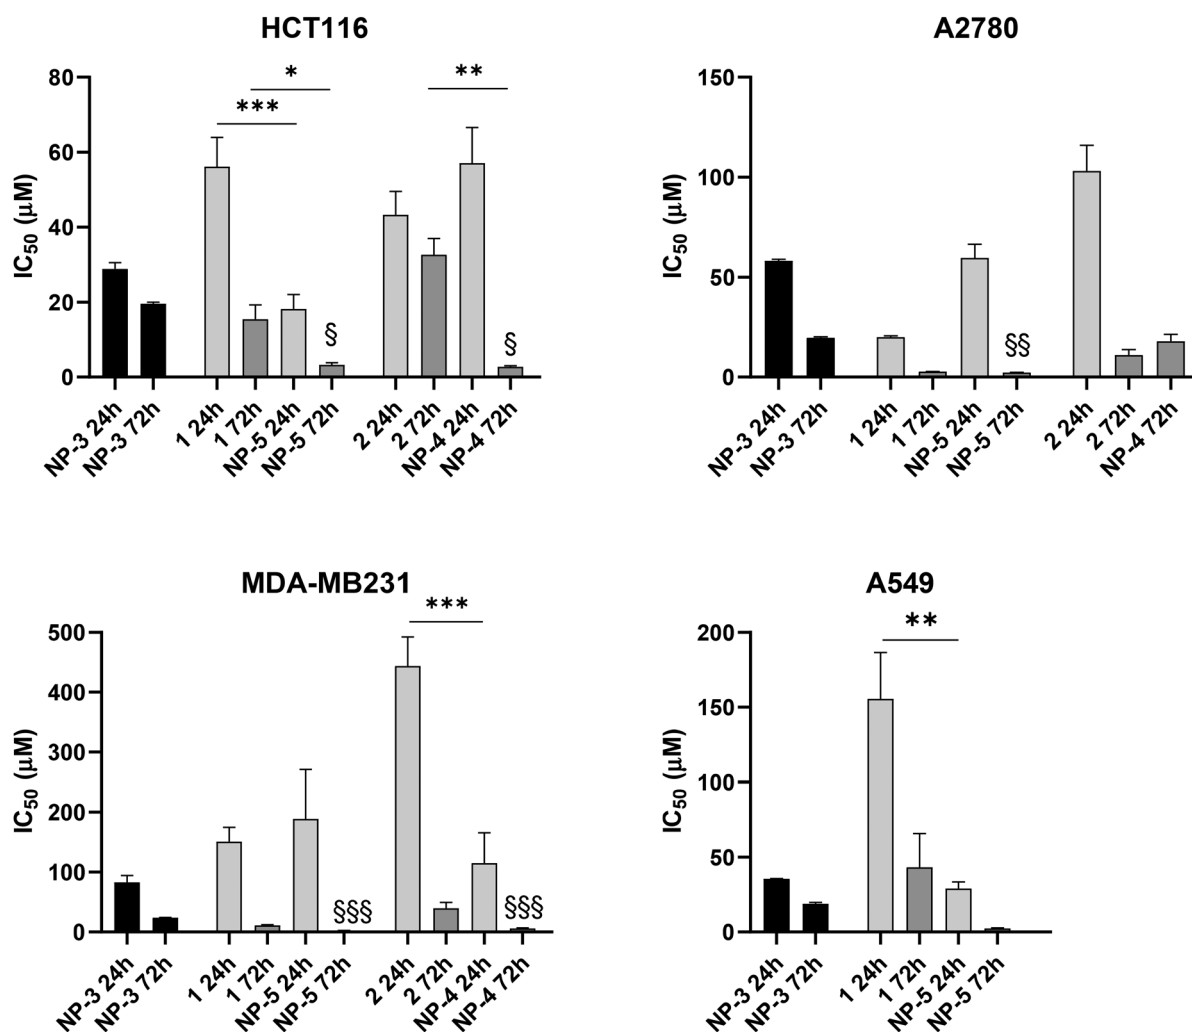 HCT116
IC50 (μM)
80
60
40
20
0
*
**
***
§
§
NP-3 24h
NP-3 72h
1 24h
1 72h
NP-5 24h
NP-5 72h
2 24h
2 72h
NP-4 24h
NP-4 72h
A2780
IC50 (μM)
150
100
50
0
§§
NP-3 24h
NP-3 72h
1 24h
1 72h
NP-5 24h
NP-5 72h
2 24h
2 72h
NP-4 72h
MDA-MB231
IC50 (μM)
500
400
300
200
100
0
***
§§§
§§§
NP-3 24h
NP-3 72h
1 24h
1 72h
NP-5 24h
NP-5 72h
2 24h
2 72h
NP-4 24h
NP-4 72h
A549
IC50 (μM)
200
150
100
50
0
**
NP-3 24h
NP-3 72h
1 24h
1 72h
NP-5 24h
NP-5 72h